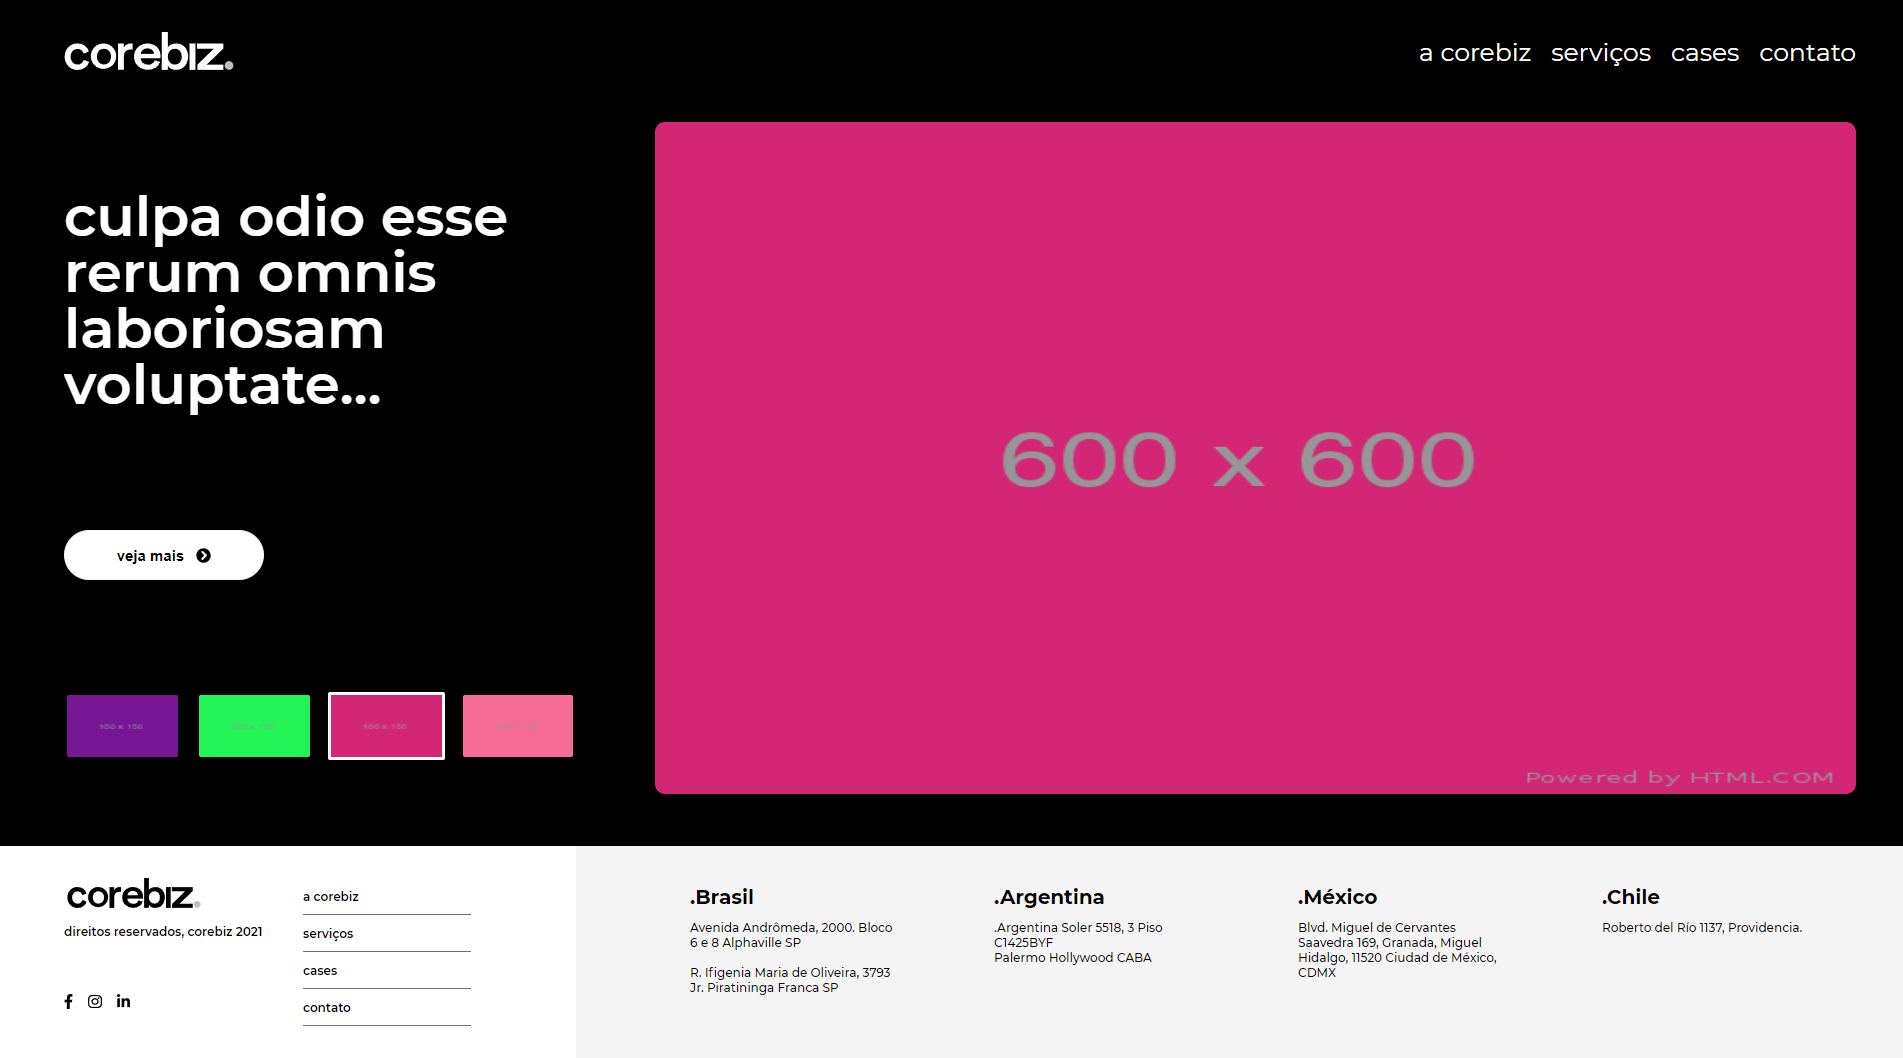 corebiz.
a corebiz serviços cases contato
culpa odio esse
rerum omnis
laboriosam
voluptate...
600 x 600
Powered by HTML.COM
veja mais
150 x 150
150 x 150
corebiz.
direitos reservados, corebiz 2021
a corebiz
serviços
cases
contato
.Brasil
Avenida Andrômeda, 2000. Bloco
6 e 8 Alphaville SP
R. Ifigenia Maria de Oliveira, 3793
Jr. Piratininga Franca SP
.Argentina
.Argentina Soler 5518, 3 Piso
C1425BYF
Palermo Hollywood CABA
.México
Blvd. Miguel de Cervantes
Saavedra 169, Granada, Miguel
Hidalgo, 11520 Ciudad de México,
CDMX
.Chile
Roberto del Río 1137, Providencia.